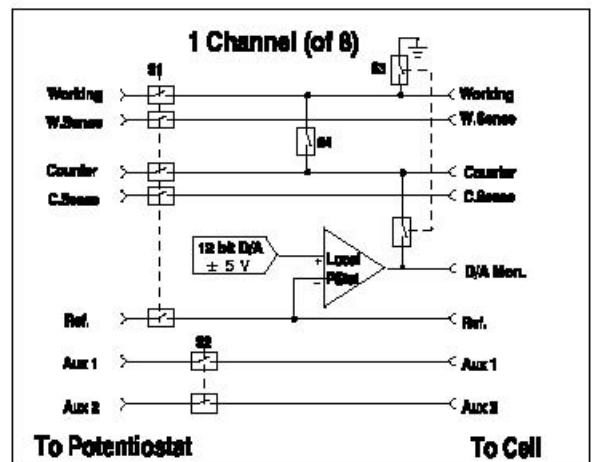 1 Channel (of 8)
S1
S3
Working
Working
W.Sense
W.Sense
S4
Counter
Counter
C.Sense
C.Sense
12 bit D/A
± 5 V
+ Local
- PStat
D/A Mon.
Ref.
Ref.
S2
Aux 1
Aux 1
Aux 2
Aux 2
To Potentiostat
To Cell